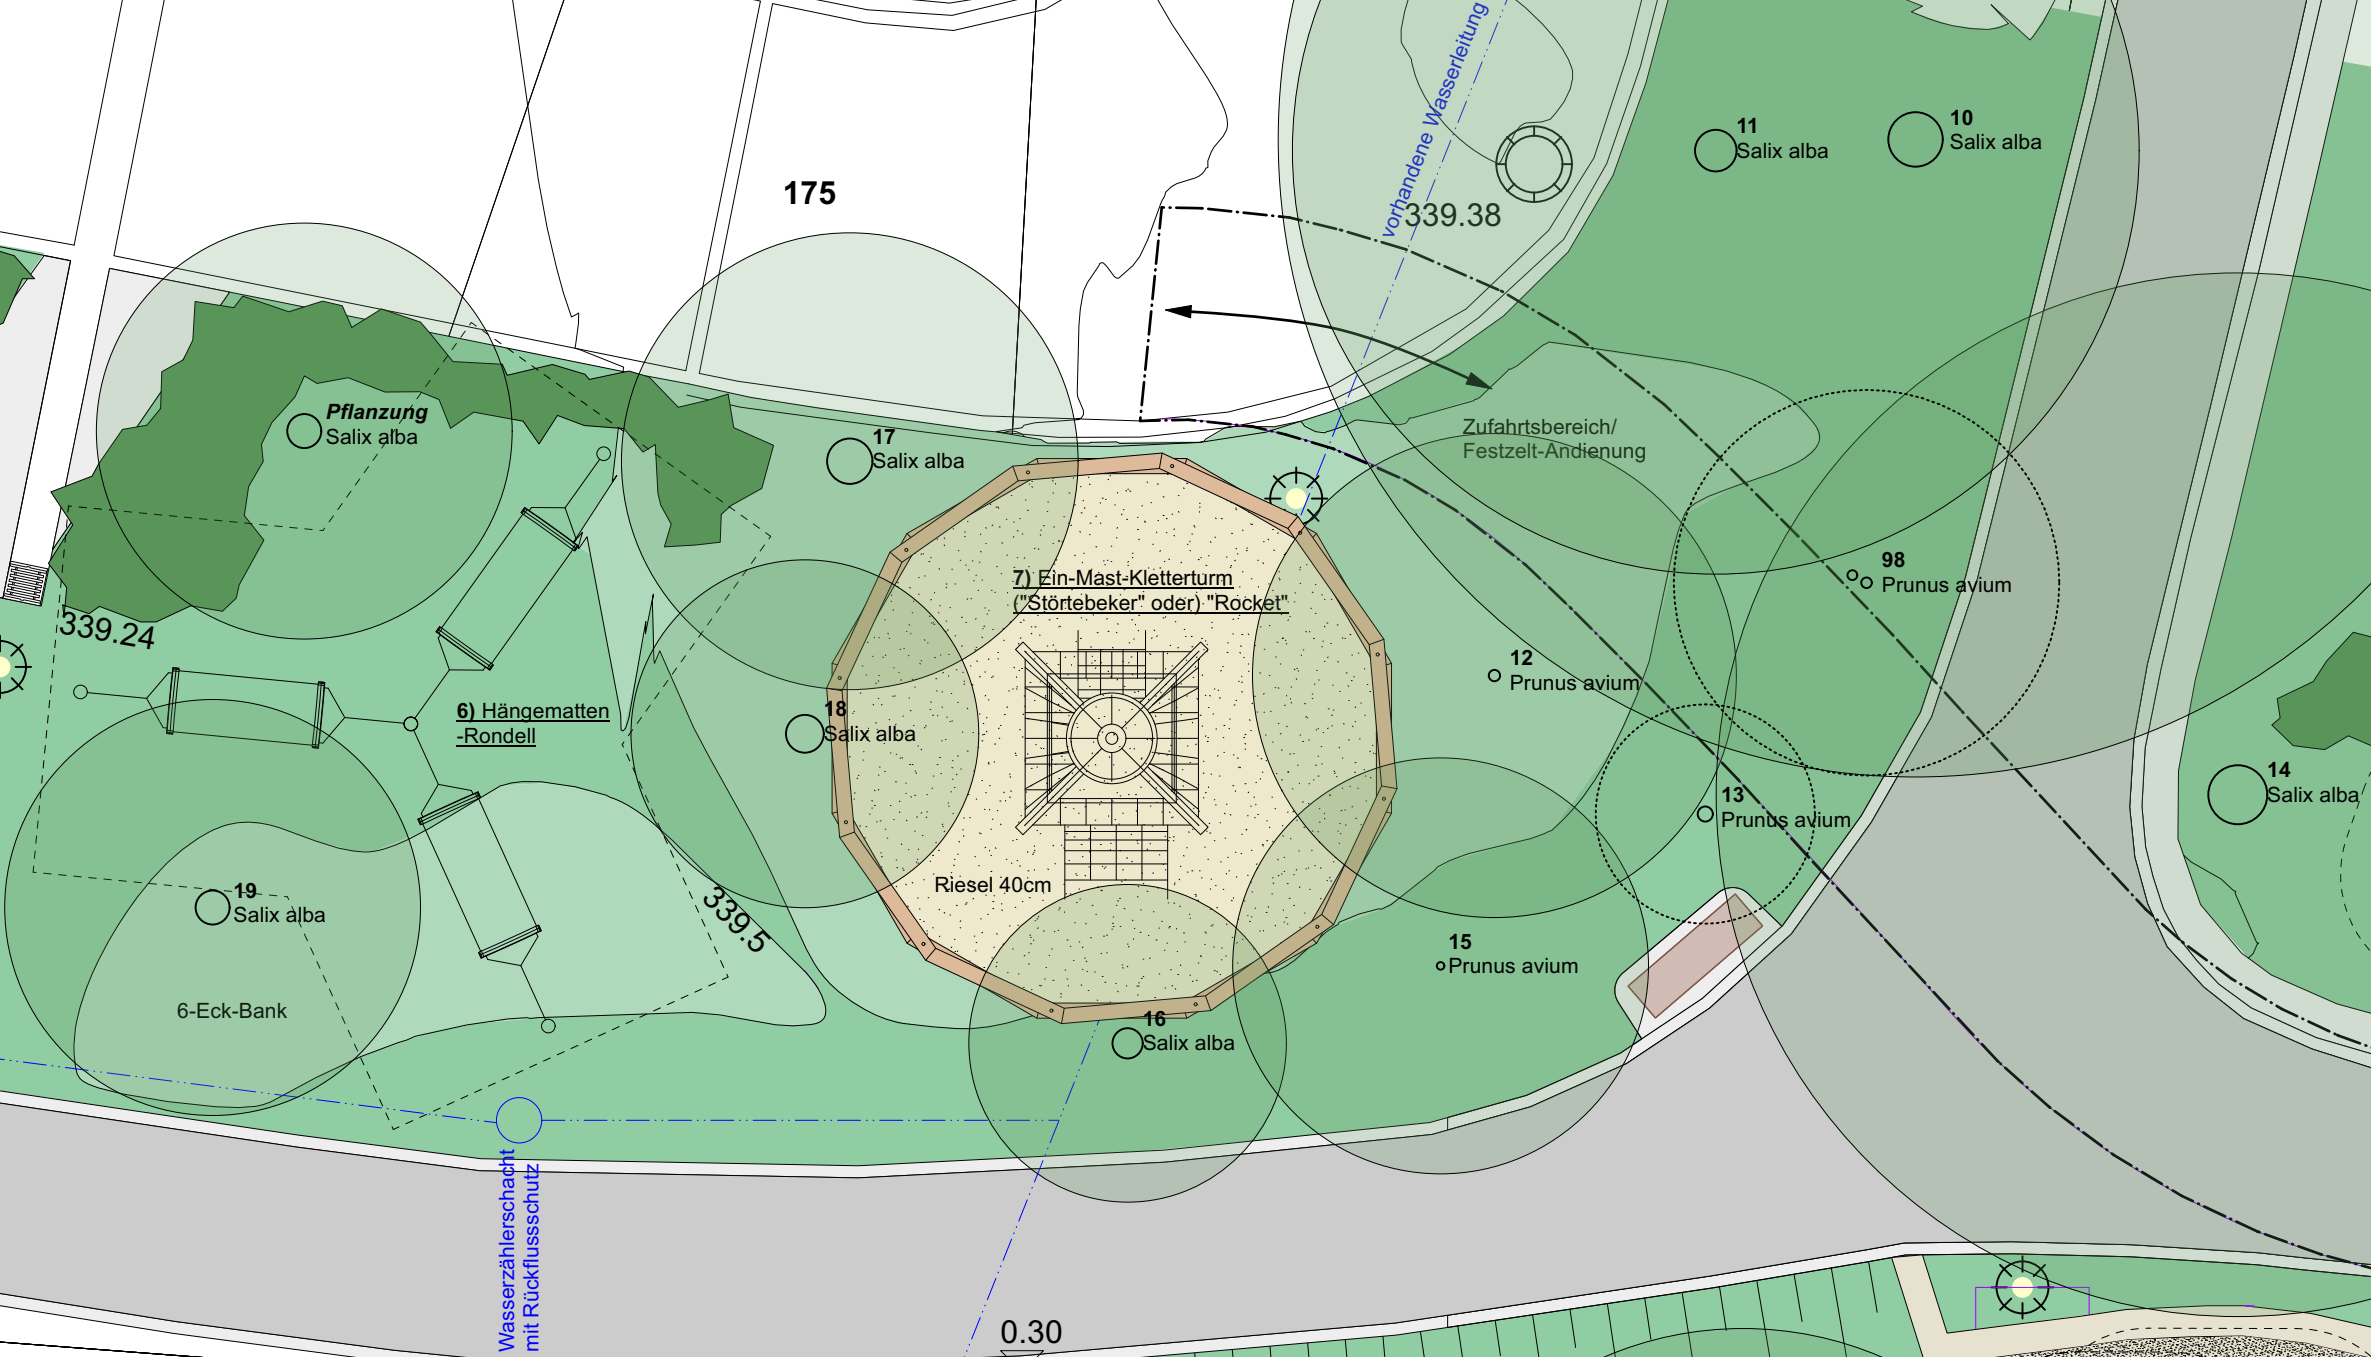 vorhandene Wasserleitung
11
Salix alba
10
Salix alba
175
339.38
Pflanzung
Salix alba
17
Salix alba
Zufahrtsbereich/
Festzelt-Andienung
98
Prunus avium
7) Ein-Mast-Kletterturm
("Störtebeker" oder) "Rocket"
339.24
12
Prunus avium
6) Hängematten
-Rondell
18
Salix alba
14
Salix alba
13
Prunus avium
Riesel 40cm
19
Salix alba
339.5
15
Prunus avium
6-Eck-Bank
16
Salix alba
Wasserzählerschacht
mit Rückflussschutz
0.30